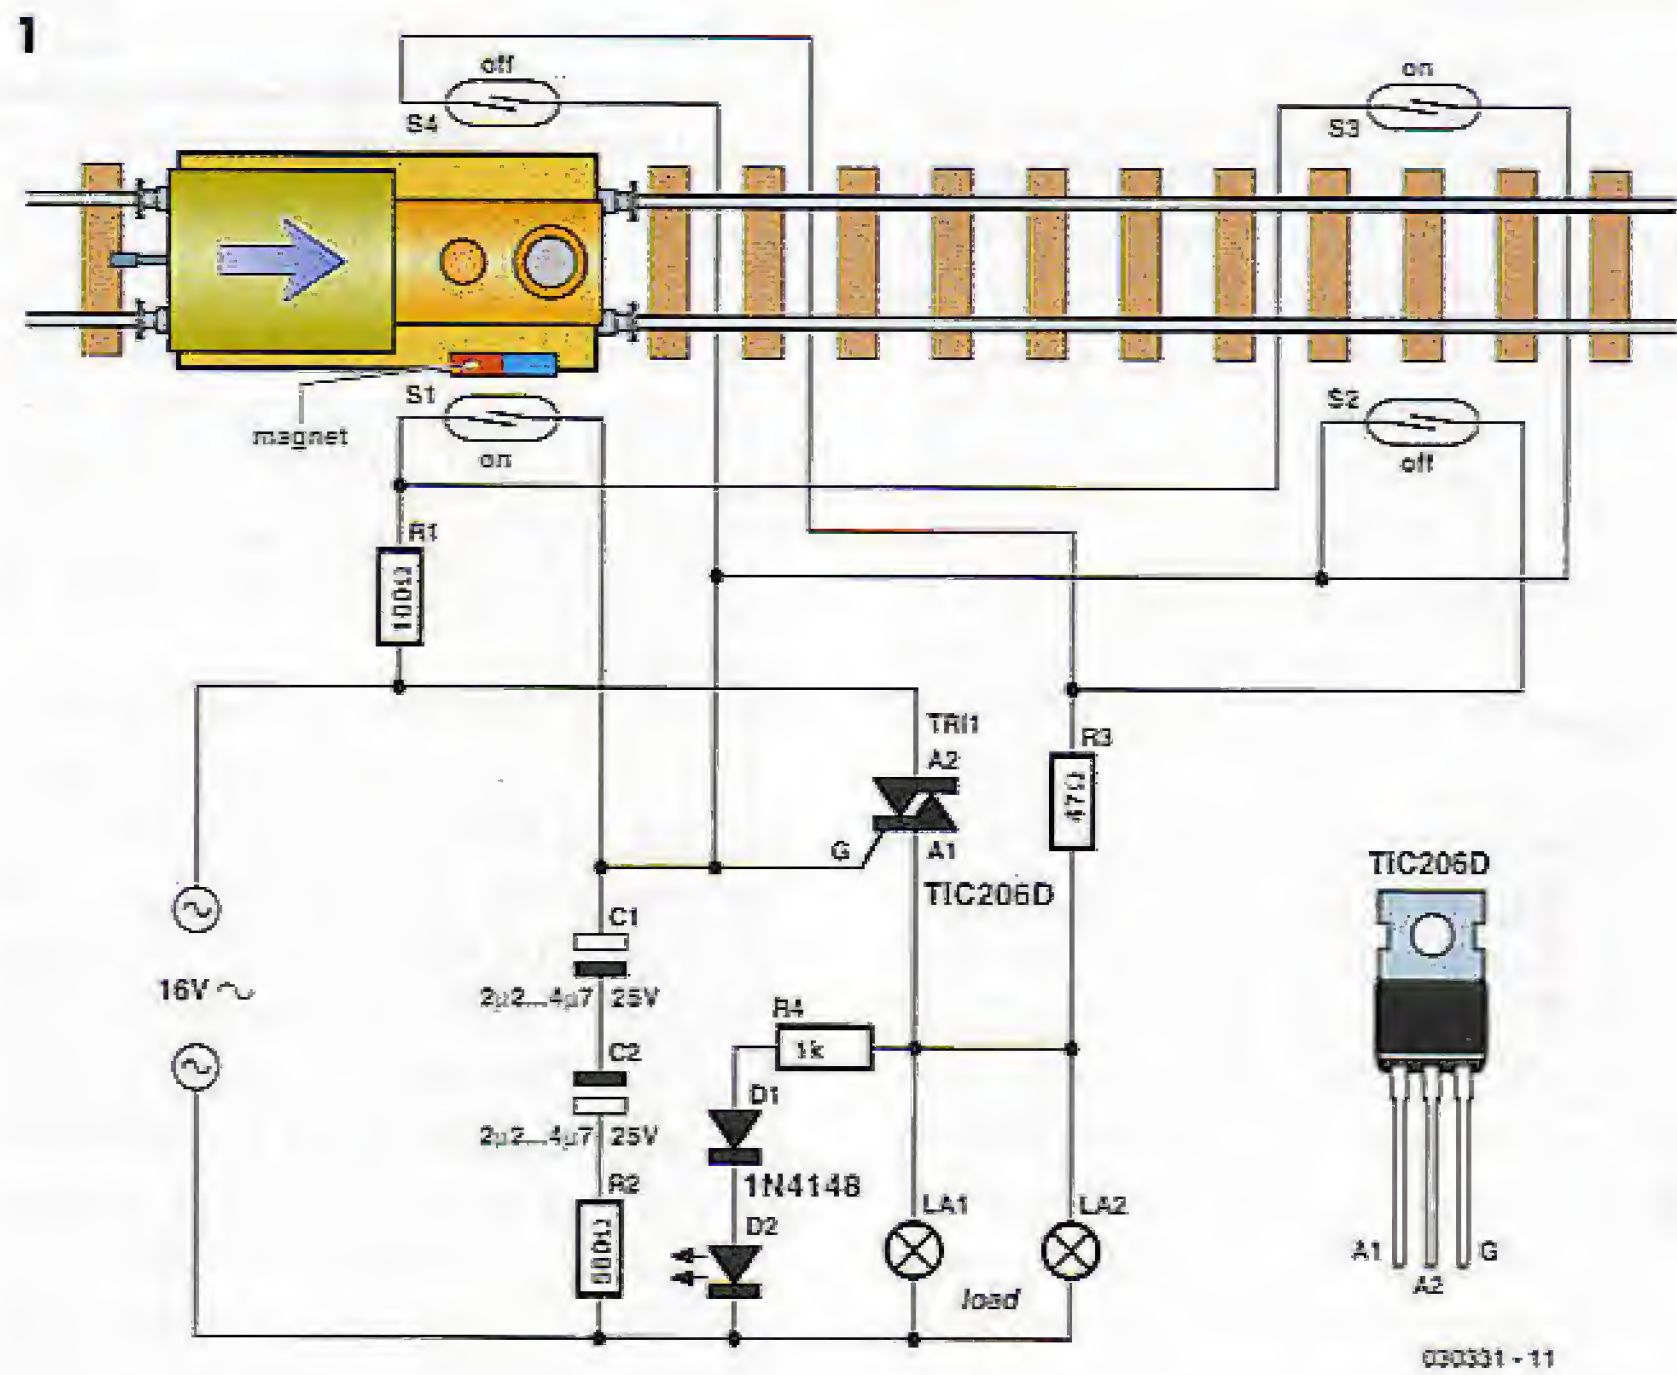 1
off
S4
on
S3
magnet
S1
on
S2
off
R1
100Ω
TRI1
A2
G
A1
TIC206D
R3
47Ω
TIC206D
16V ~
C1
2µ2...4µ7 25V
C2
2µ2...4µ7 25V
R4
1k
D1
1N4148
R2
D2
LA1
LA2
load
A1
A2
G
030331 - 11